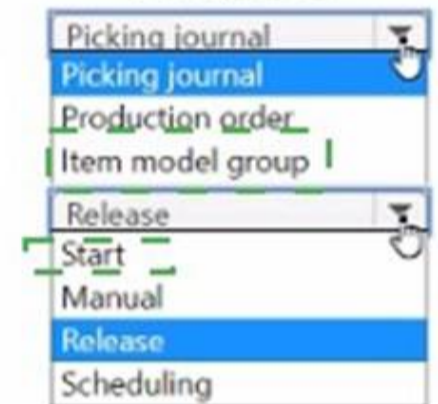 Picking journal
Picking journal
Production order
Item model group
Release
Start
Manual
Release
Scheduling